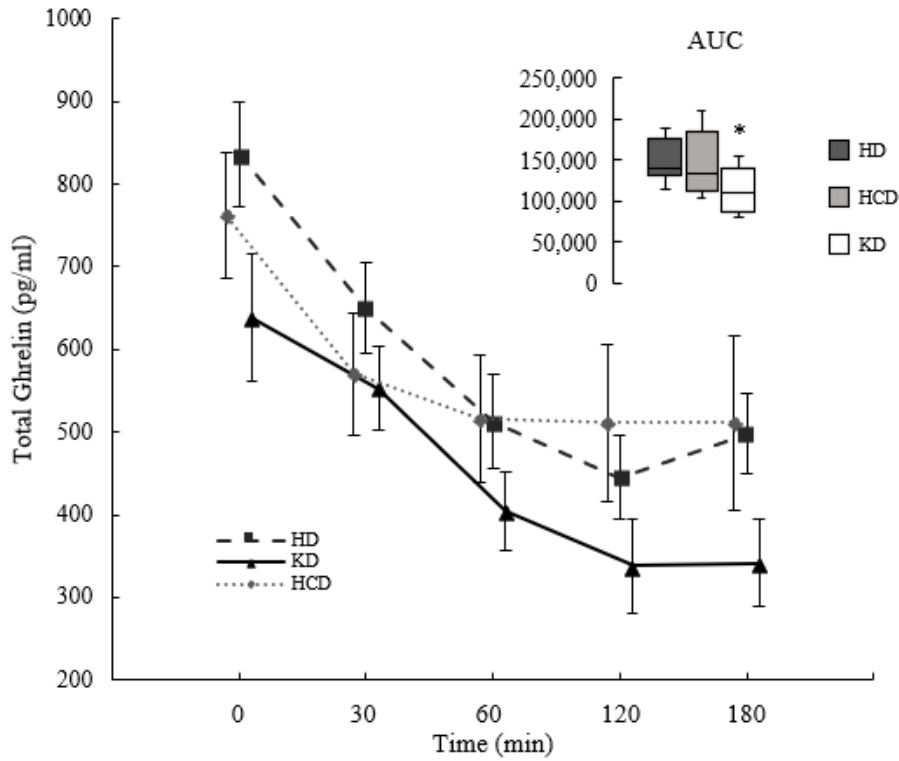 1000
900
800
700
600
500
400
300
200
Total Ghrelin (pg/ml)
0 30 60 120 180
Time (min)
HD
KD
HCD
AUC
250,000
200,000
150,000
100,000
50,000
0
*
HD
HCD
KD